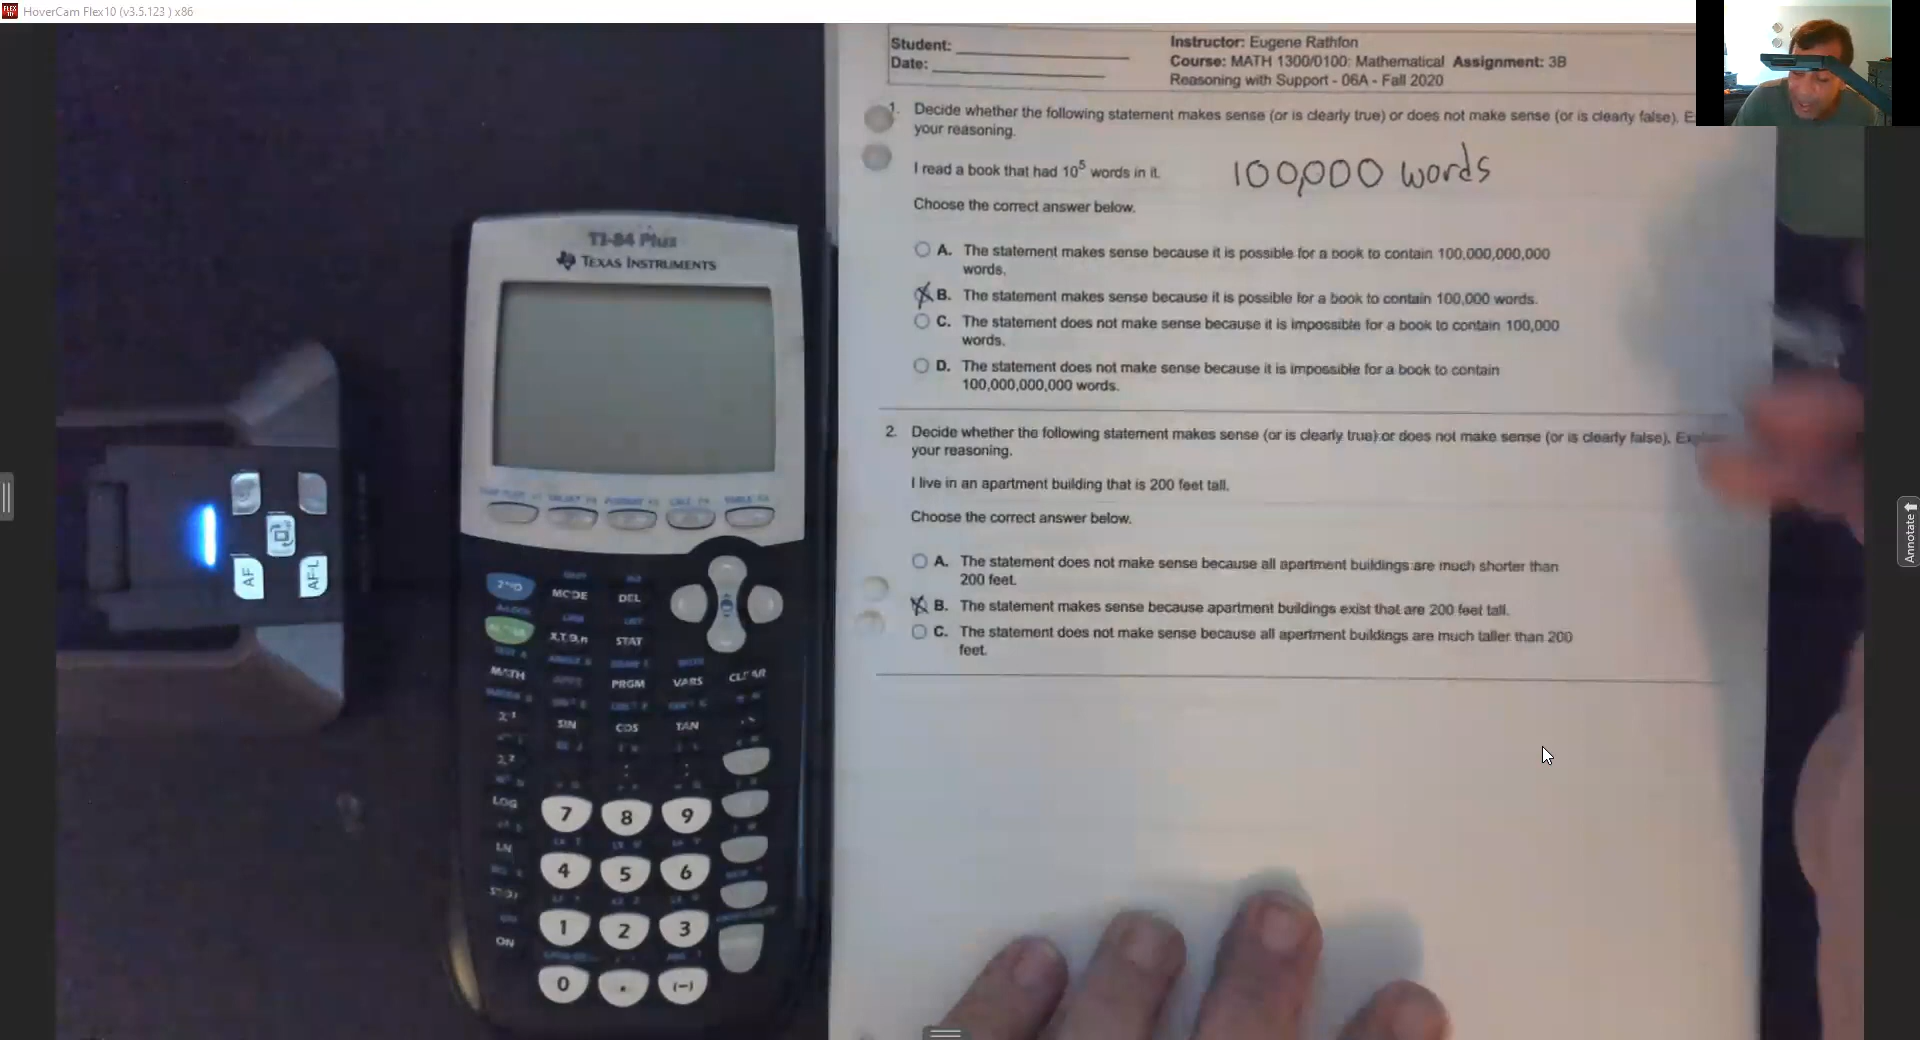 HoverCam Flex10 (v3.5.123 ) x86
Student:
Date:
Instructor: Eugene Rathfon
Course: MATH 1300/0100: Mathematical Assignment: 3B
Reasoning with Support - 06A - Fall 2020
1. Decide whether the following statement makes sense (or is clearly true) or does not make sense (or is clearly false). E
your reasoning.
I read a book that had 10⁵ words in it.
100,000 words
Choose the correct answer below.
A. The statement makes sense because it is possible for a book to contain 100,000,000,000
words.
B. The statement makes sense because it is possible for a book to contain 100,000 words.
C. The statement does not make sense because it is impossible for a book to contain 100,000
words.
D. The statement does not make sense because it is impossible for a book to contain
100,000,000,000 words.
2. Decide whether the following statement makes sense (or is clearly true) or does not make sense (or is clearly false).
your reasoning.
I live in an apartment building that is 200 feet tall.
Choose the correct answer below.
A. The statement does not make sense because all apartment buildings are much shorter than
200 feet.
B. The statement makes sense because apartment buildings exist that are 200 feet tall.
C. The statement does not make sense because all apartment buildings are much taller than 200
feet.
TI-84 Plus
TEXAS INSTRUMENTS
2ND MODE DEL
X,T,θ,n STAT
MATH PRGM VARS CLEAR
SIN COS TAN
LOG 7 8 9
LN 4 5 6
1 2 3
ON 0 . (-)
AF AF-L
Annotate